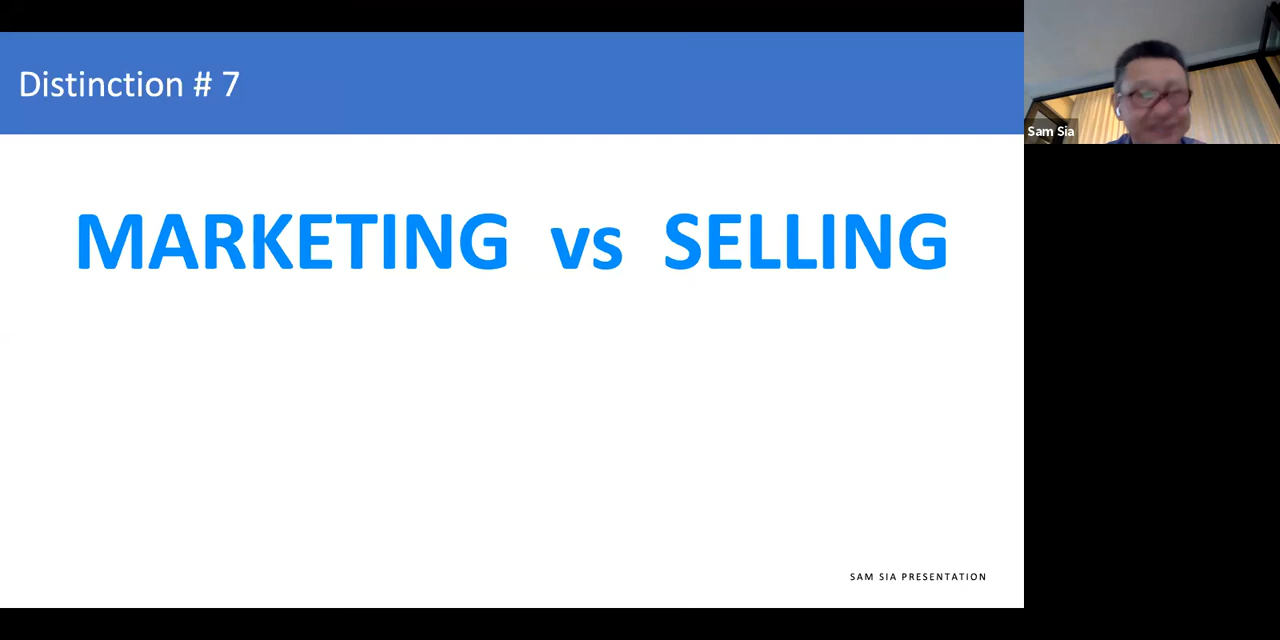 Distinction # 7
Sam Sia
MARKETING vs SELLING
SAM SIA PRESENTATION